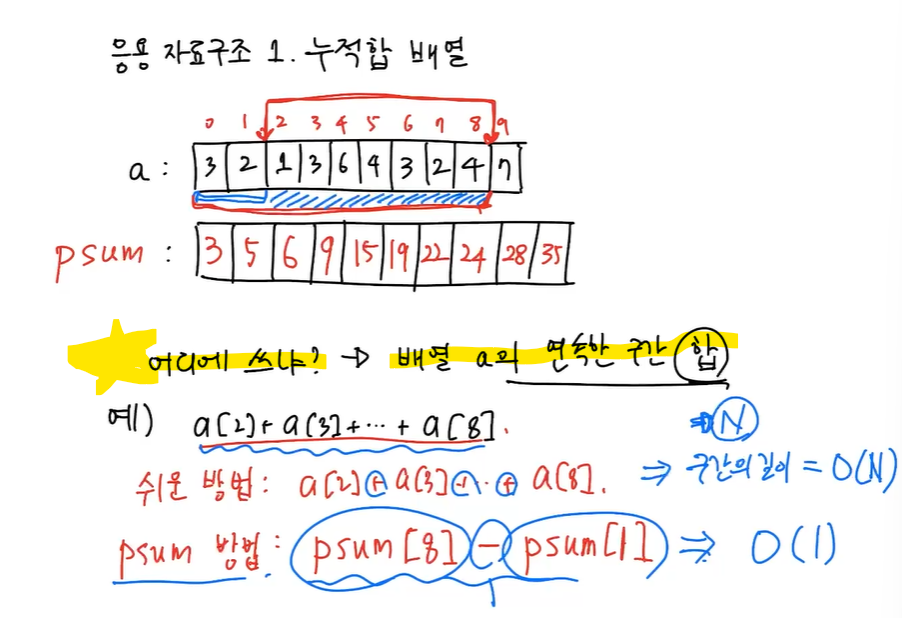 응용 자료구조 1. 누적합 배열
0 1 2 3 4 5 6 7 8 9
a : 3 2 1 3 6 4 3 2 4 7
psum : 3 5 6 9 15 19 22 24 28 35
어디에 쓰냐? → 배열 a의 연속한 구간 합
예) a[2]+a[3]+…+a[8]. ⇒ N
쉬운 방법: a[2]+a[3]+..+a[8]. ⇒ 구간의길이 = O(N)
psum 방법: psum[8] - psum[1] ⇒ O(1)